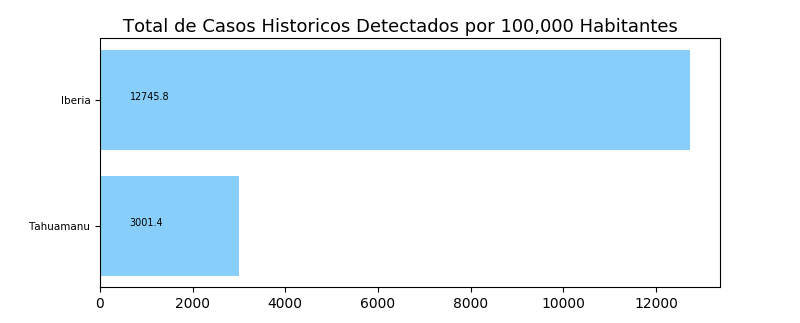 Total de Casos Historicos Detectados por 100,000 Habitantes
Iberia
12745.8
Tahuamanu
3001.4
0 2000 4000 6000 8000 10000 12000